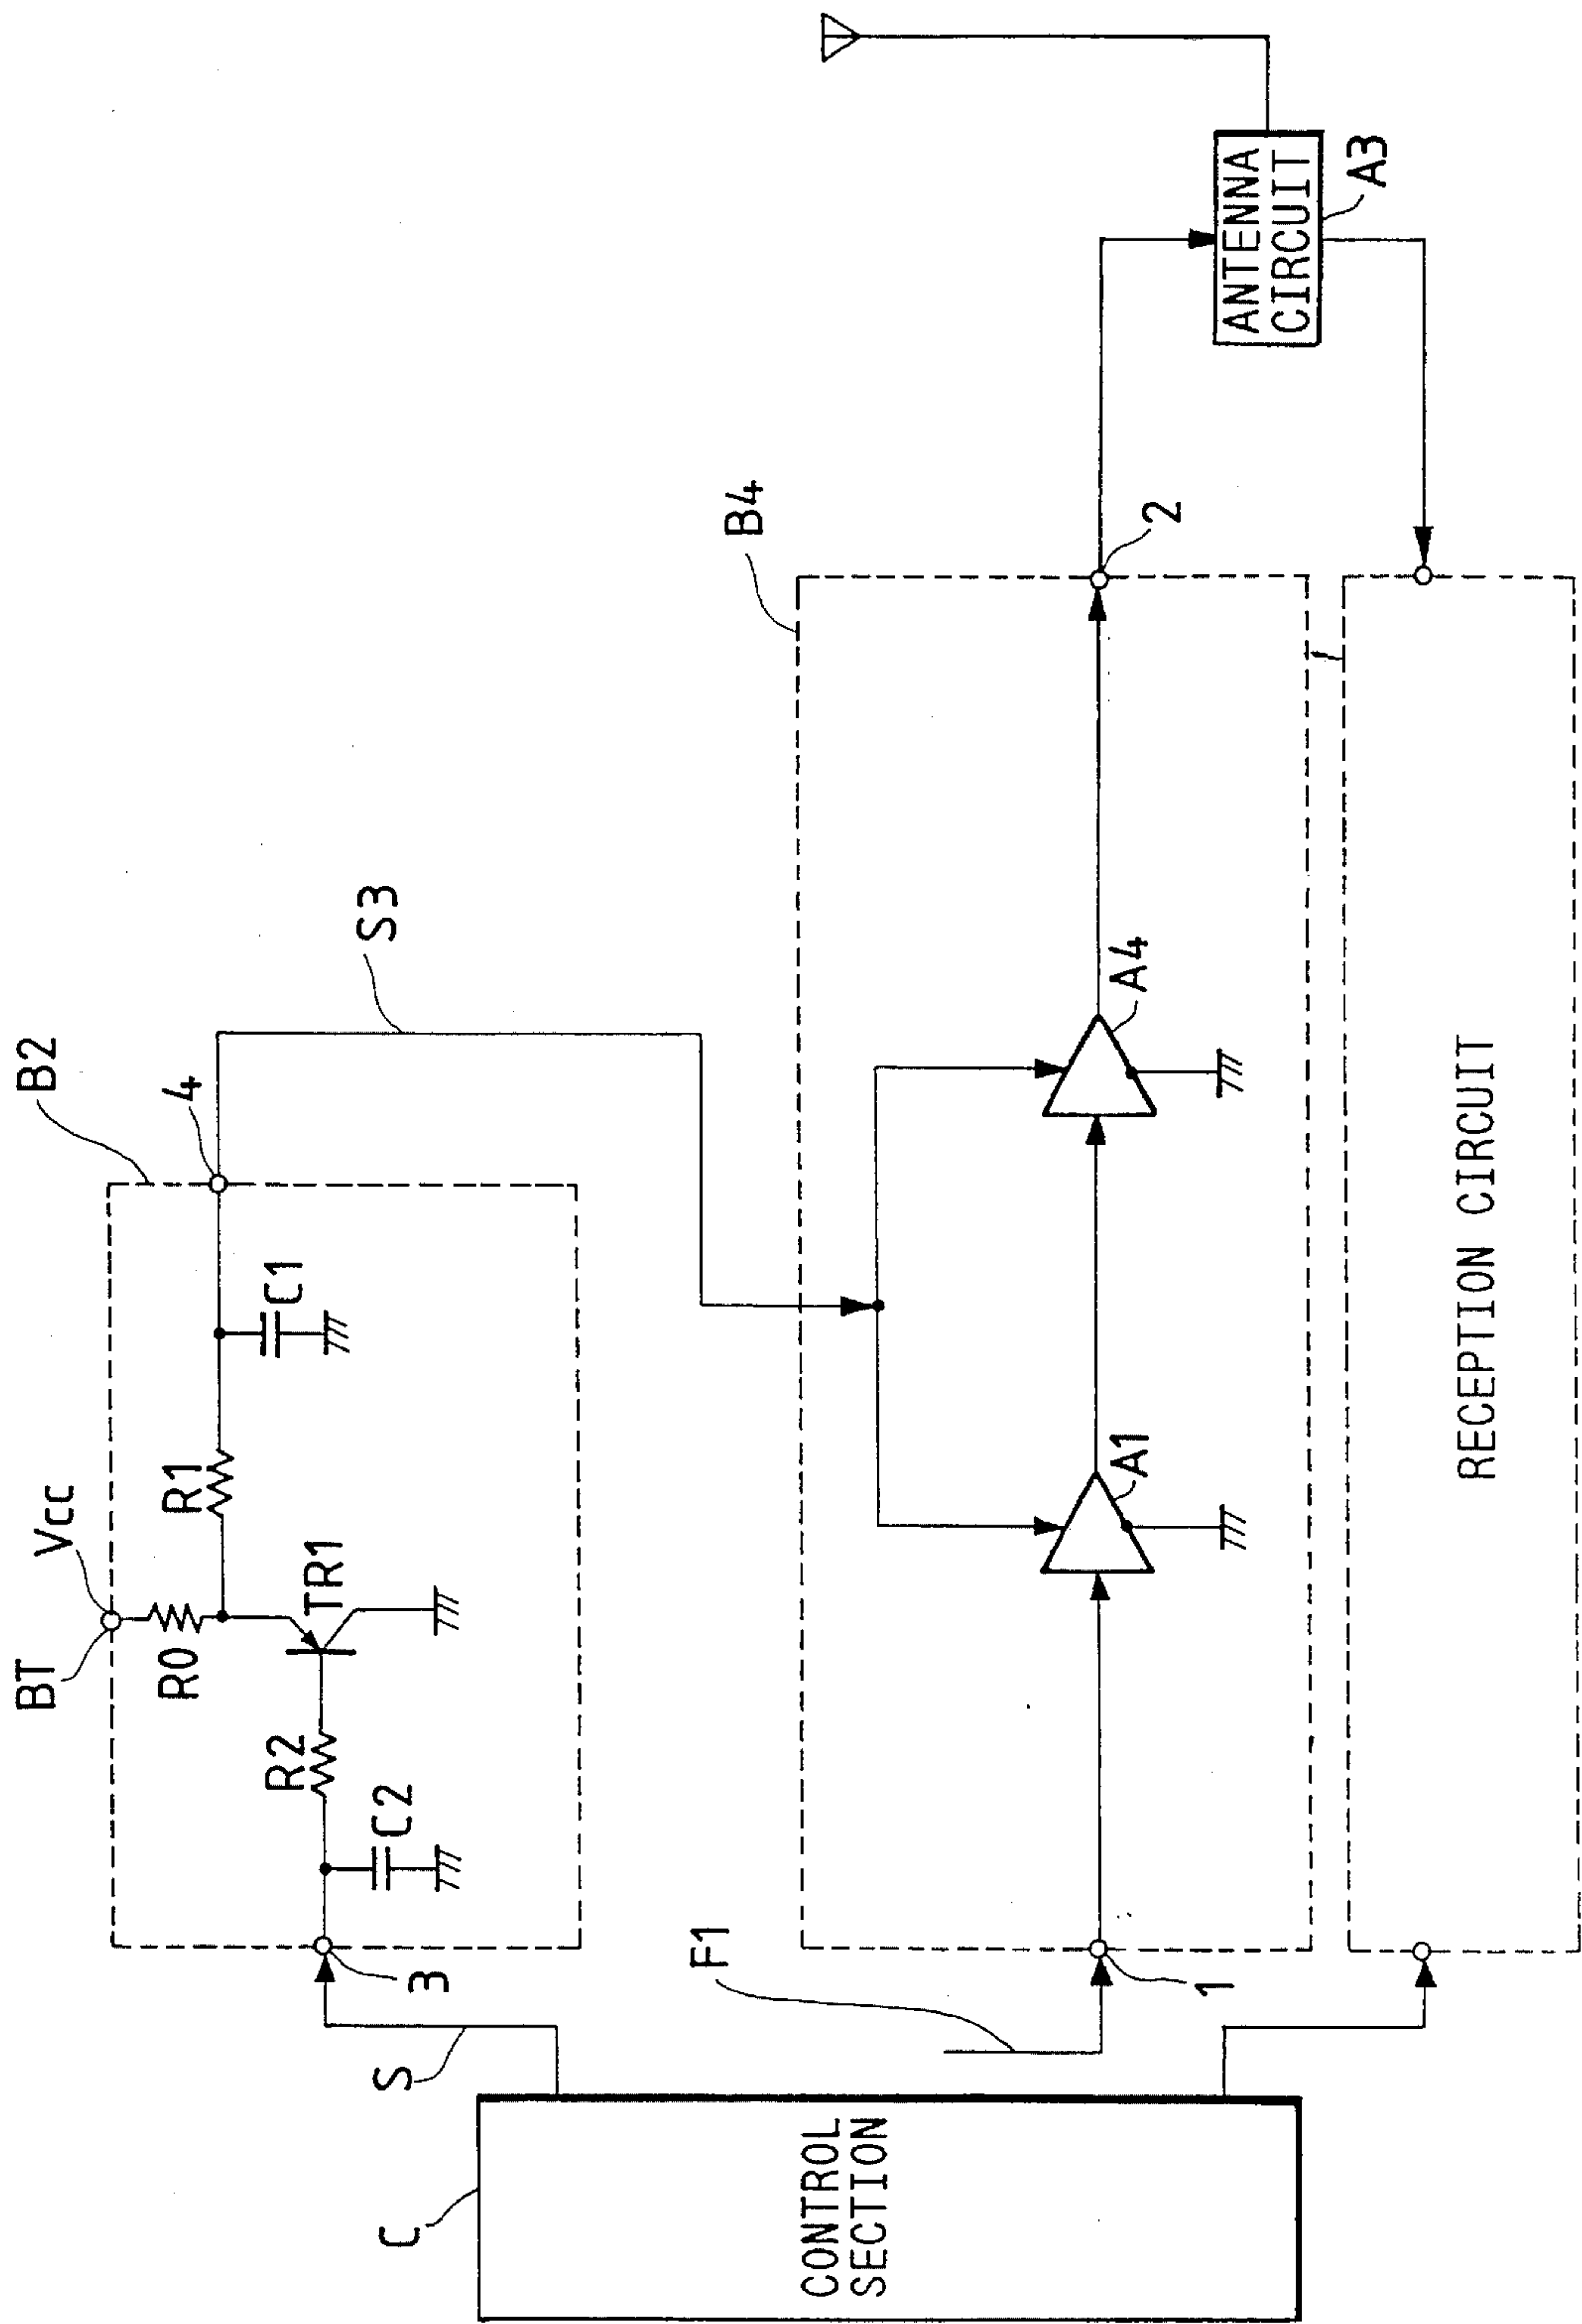 BT
Vcc
B2
R0
R1
4
C1
TR1
R2
C2
3
S3
S
C
CONTROL
SECTION
F1
1
B4
A1
A4
2
ANTENNA
CIRCUIT
A3
RECEPTION CIRCUIT